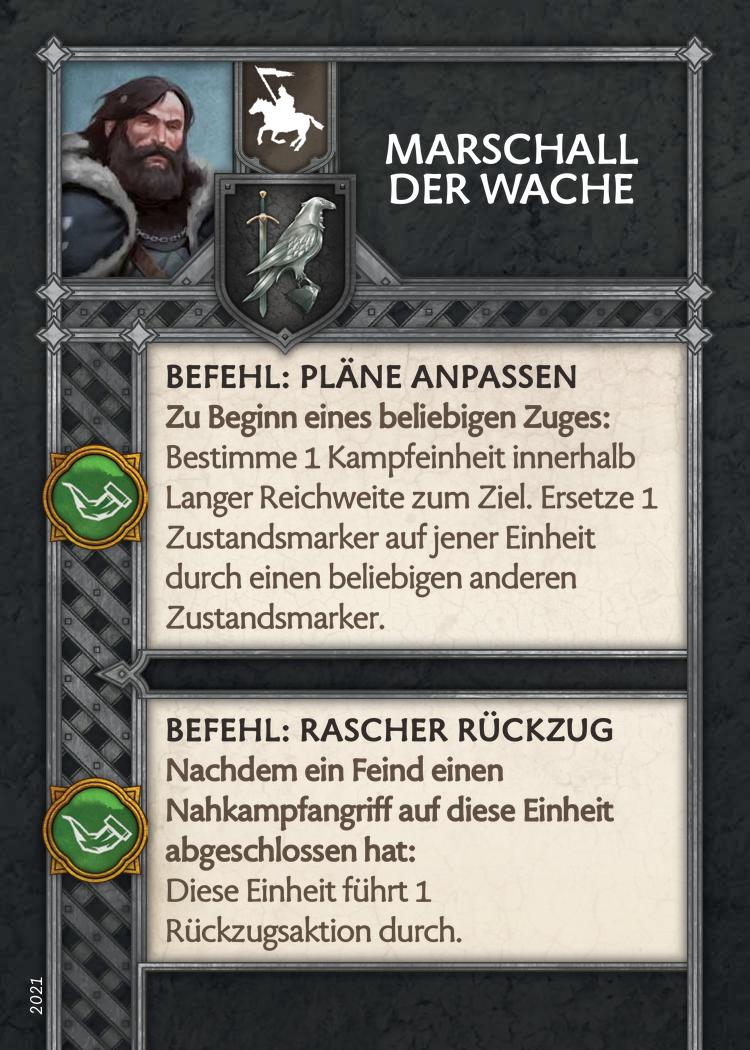 MARSCHALL
DER WACHE
BEFEHL: PLÄNE ANPASSEN
Zu Beginn eines beliebigen Zuges:
Bestimme 1 Kampfeinheit innerhalb
Langer Reichweite zum Ziel. Ersetze 1
Zustandsmarker auf jener Einheit
durch einen beliebigen anderen
Zustandsmarker.
BEFEHL: RASCHER RÜCKZUG
Nachdem ein Feind einen
Nahkampfangriff auf diese Einheit
abgeschlossen hat:
Diese Einheit führt 1
Rückzugsaktion durch.
2021